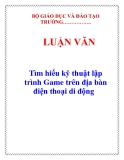 BỘ GIÁO DỤC VÀ ĐÀO TẠO
TRƯỜNG……………..
LUẬN VĂN
Tìm hiểu kỹ thuật lập
trình Game trên địa bàn
điện thoại di động